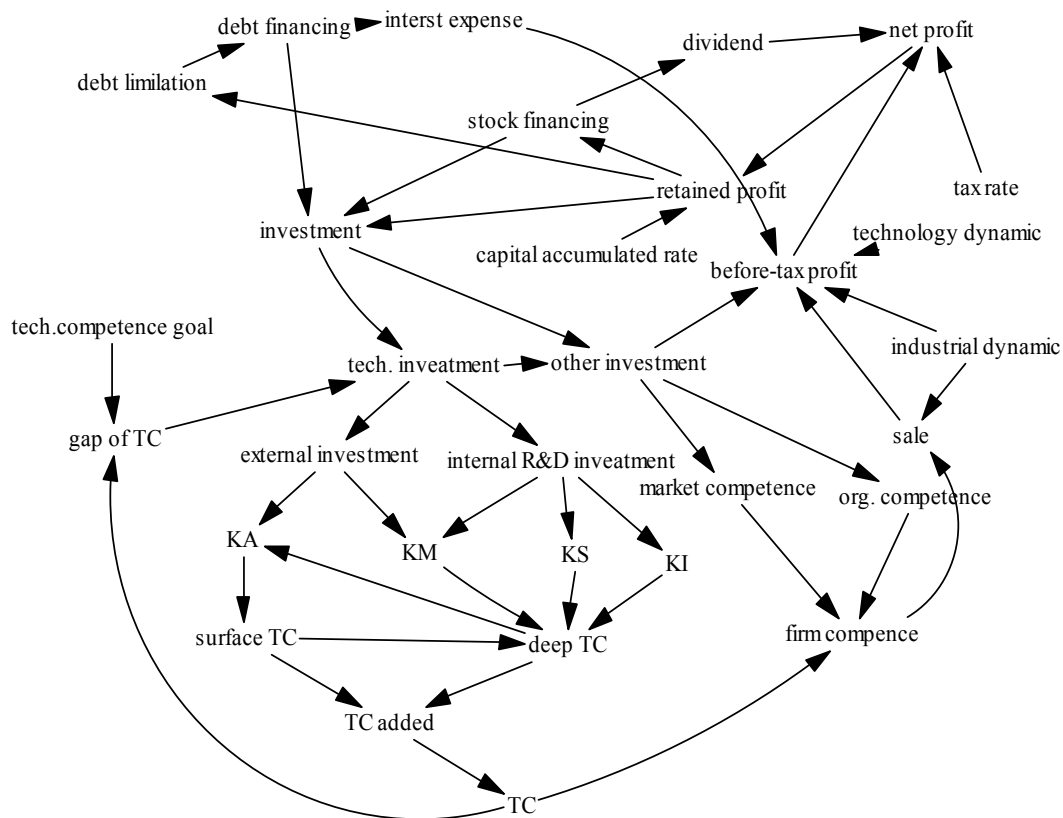 debt financing
interst expense
dividend
net profit
debt limilation
stock financing
retained profit
tax rate
investment
capital accumulated rate
technology dynamic
before-tax profit
tech.competence goal
industrial dynamic
tech. inveatment
other investment
gap of TC
sale
external investment
internal R&D inveatment
market competence
org. competence
KA
KM
KS
KI
surface TC
deep TC
firm compence
TC added
TC